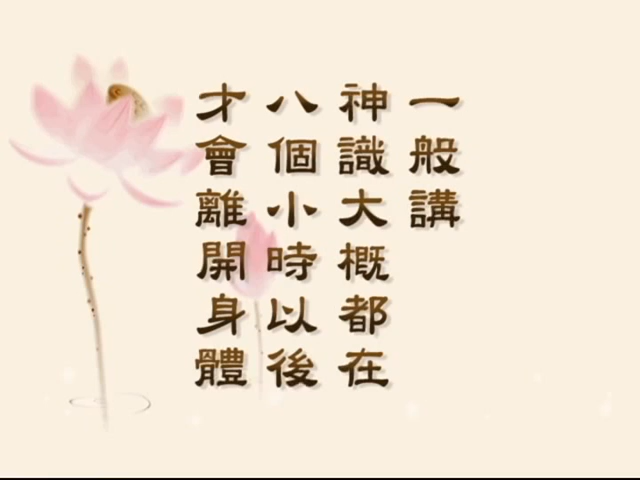 一般講
神識大概都在
八個小時以後
才會離開身體